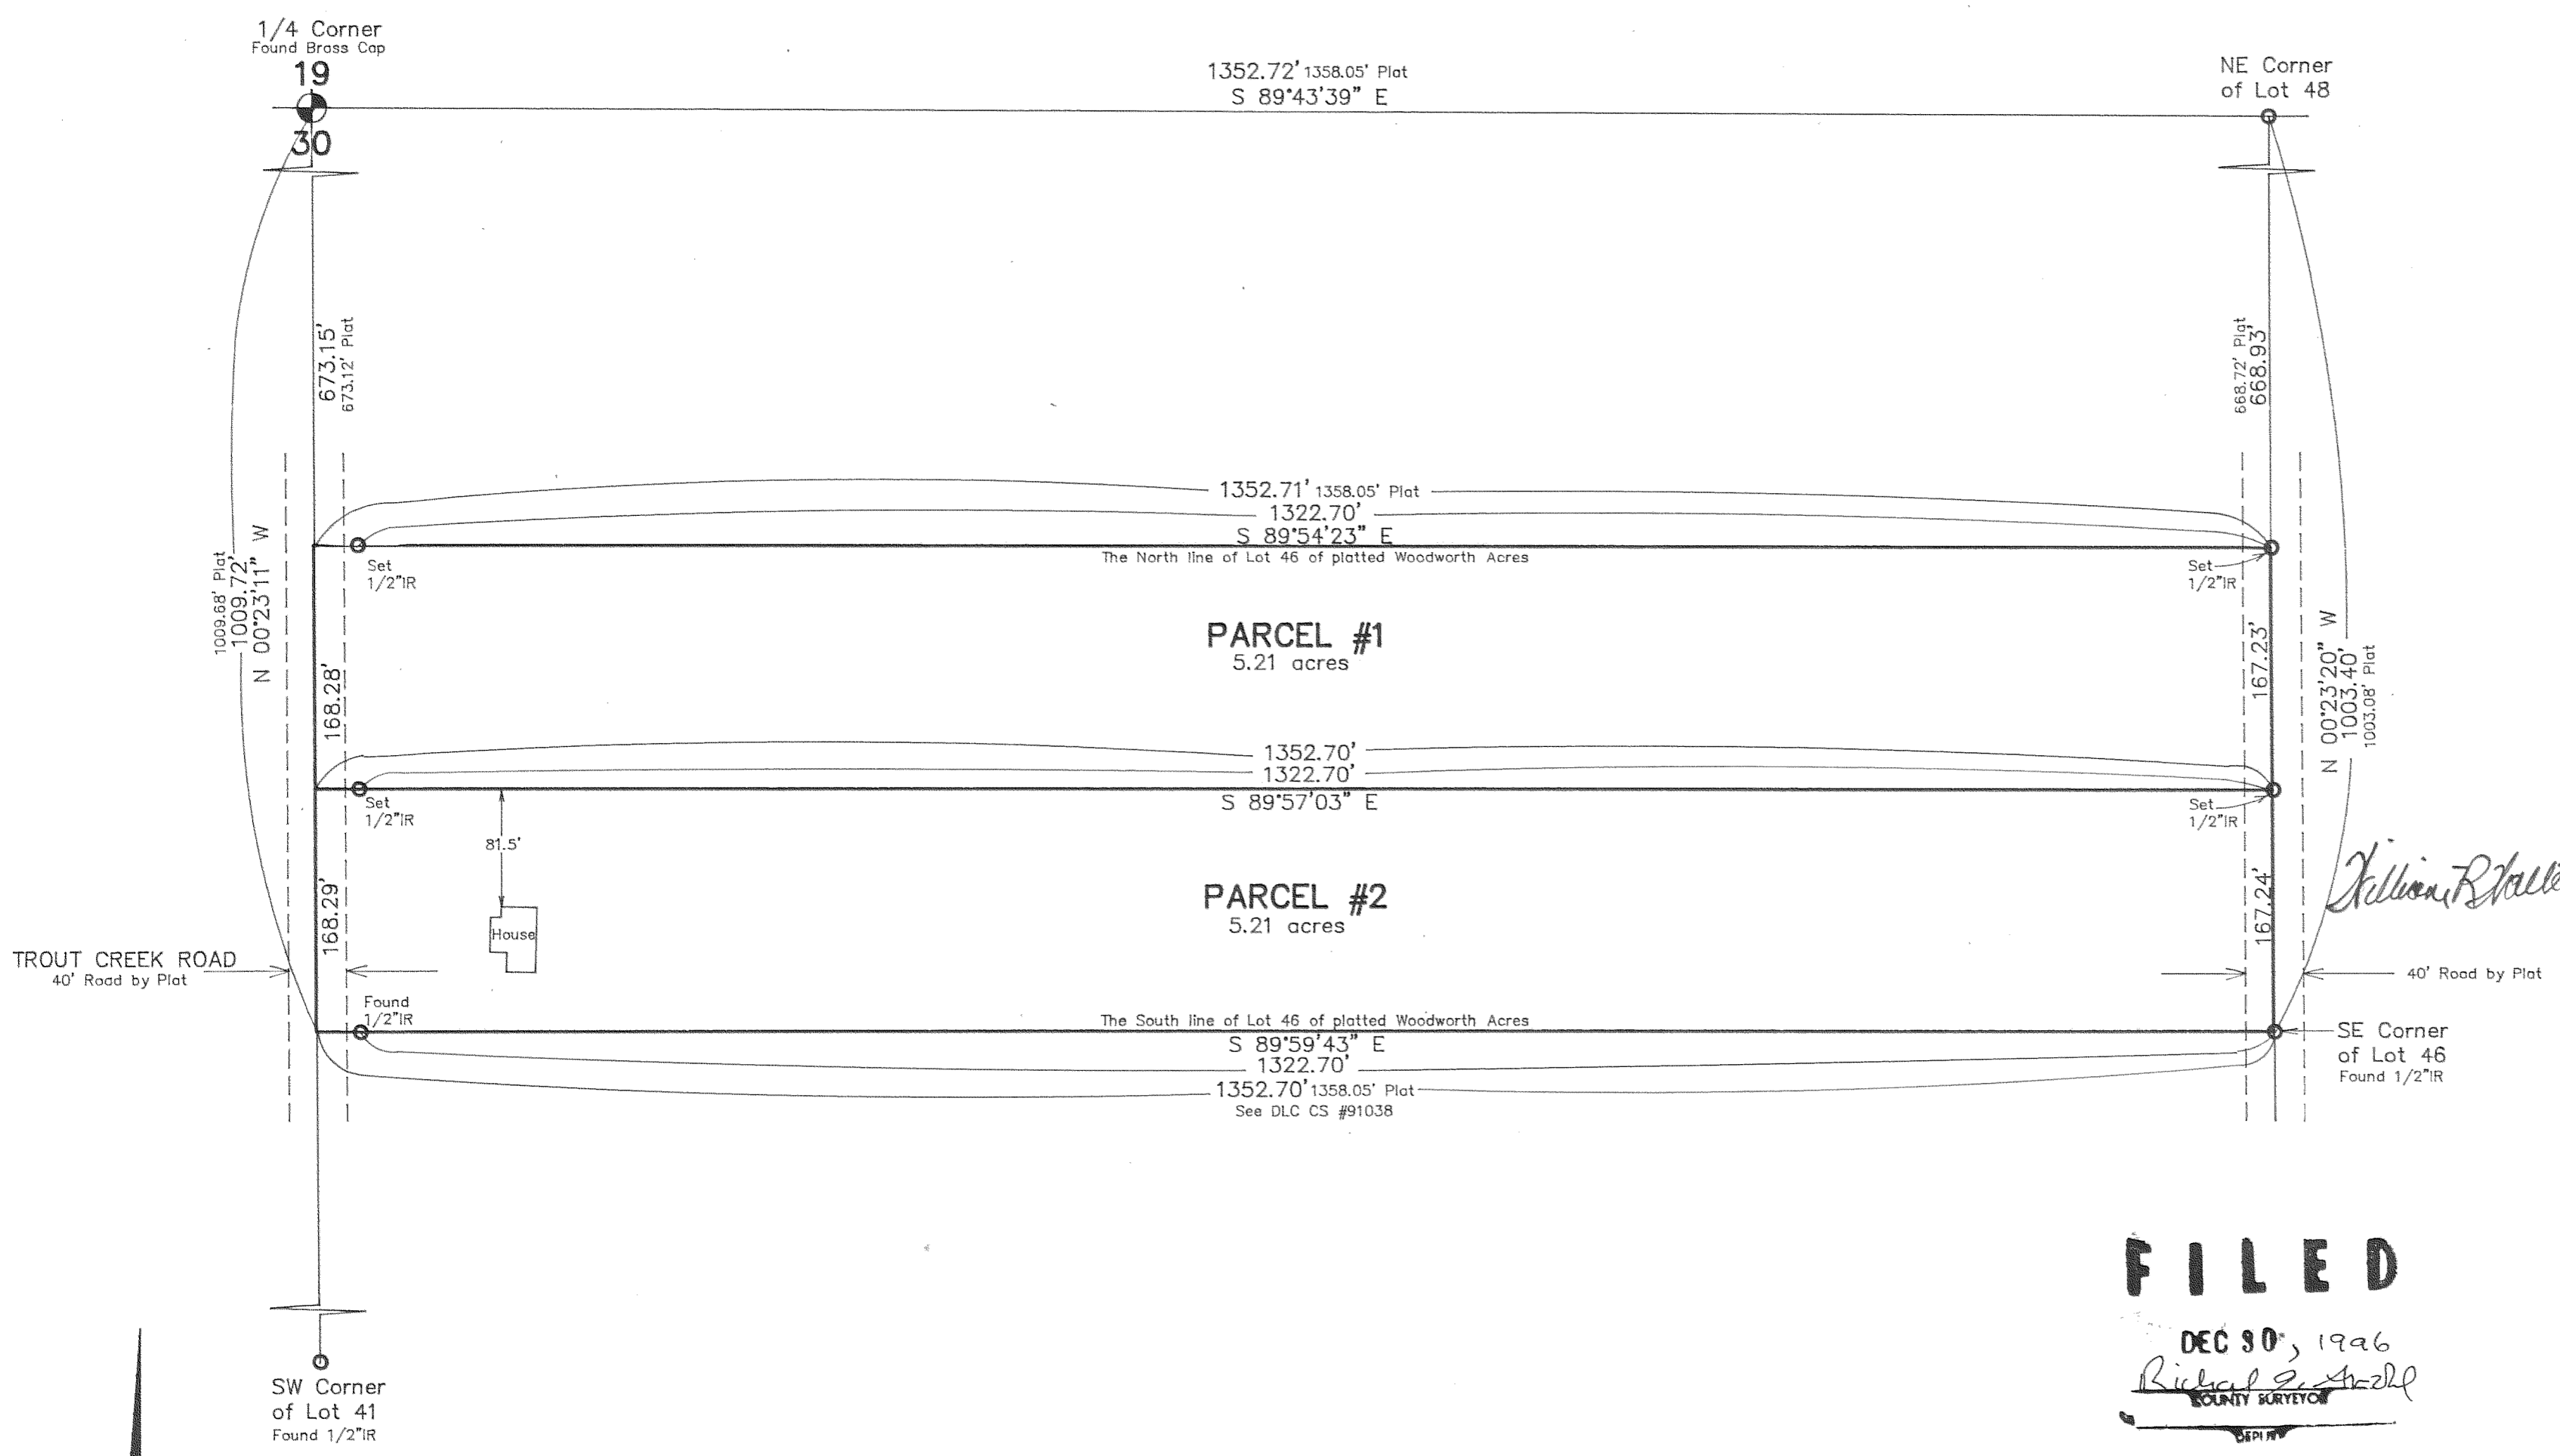 1/4 Corner
Found Brass Cap
19
30
1352.72' 1358.05' Plat
S 89°43'39" E
NE Corner
of Lot 48
673.15'
673.12' Plat
668.72' Plat
668.93'
1352.71' 1358.05' Plat
1322.70'
S 89°54'23" E
The North line of Lot 46 of platted Woodworth Acres
Set
1/2"IR
Set
1/2"IR
1009.68' Plat
1009.72'
N 00°23'11" W
PARCEL #1
5.21 acres
168.28'
167.23'
N 00°23'20" W
1003.40'
1003.08' Plat
1352.70'
1322.70'
S 89°57'03" E
Set
1/2"IR
Set
1/2"IR
81.5'
House
PARCEL #2
5.21 acres
168.29'
167.24'
William R
TROUT CREEK ROAD
40' Road by Plat
40' Road by Plat
Found
1/2"IR
The South line of Lot 46 of platted Woodworth Acres
S 89°59'43" E
1322.70'
1352.70' 1358.05' Plat
See DLC CS #91038
SE Corner
of Lot 46
Found 1/2"IR
SW Corner
of Lot 41
Found 1/2"IR
FILED
DEC 30, 1996
COUNTY SURVEYOR